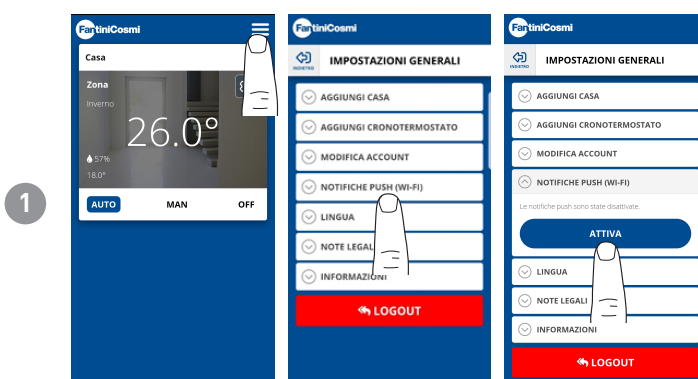 1
FantiniCosmi
Casa
Zona
Inverno
26.0°
57%
18.0°
AUTO MAN OFF
FantiniCosmi
INDIETRO
IMPOSTAZIONI GENERALI
AGGIUNGI CASA
AGGIUNGI CRONOTERMOSTATO
MODIFICA ACCOUNT
NOTIFICHE PUSH (WI-FI)
LINGUA
NOTE LEGAL
INFORMAZIONI
LOGOUT
FantiniCosmi
INDIETRO
IMPOSTAZIONI GENERALI
AGGIUNGI CASA
AGGIUNGI CRONOTERMOSTATO
MODIFICA ACCOUNT
NOTIFICHE PUSH (WI-FI)
Le notifiche push sono state disattivate.
ATTIVA
LINGUA
NOTE LEGALI
INFORMAZIONI
LOGOUT